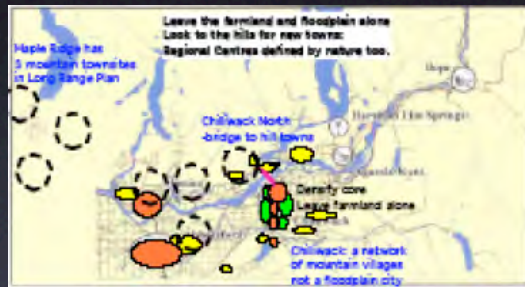 Leave the farmland and floodplain alone
Look to the hills for new towns:
Regional Centres defined by nature too.
Maple Ridge has
5 mountain townsites
in Long Range Plan
Hope
Chilliwack North
-bridge to hill towns
Harrison Hot Springs
Densify core
Leave farmland alone
Chilliwack: a network
of mountain villages
not a floodplain city